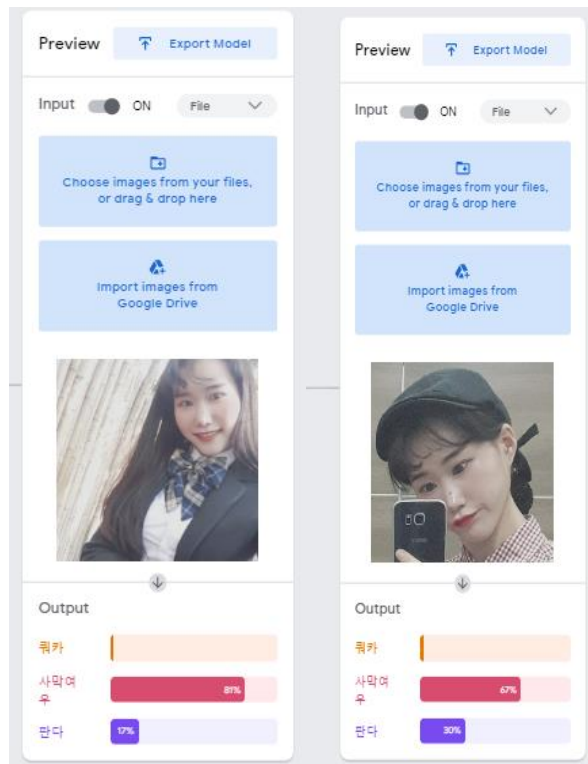 Preview
Export Model
Input
ON
File
Choose images from your files,
or drag & drop here
Import images from
Google Drive
Output
쿼카
사막여
우
81%
판다
17%
Preview
Export Model
Input
ON
File
Choose images from your files,
or drag & drop here
Import images from
Google Drive
Output
쿼카
사막여
우
67%
판다
30%